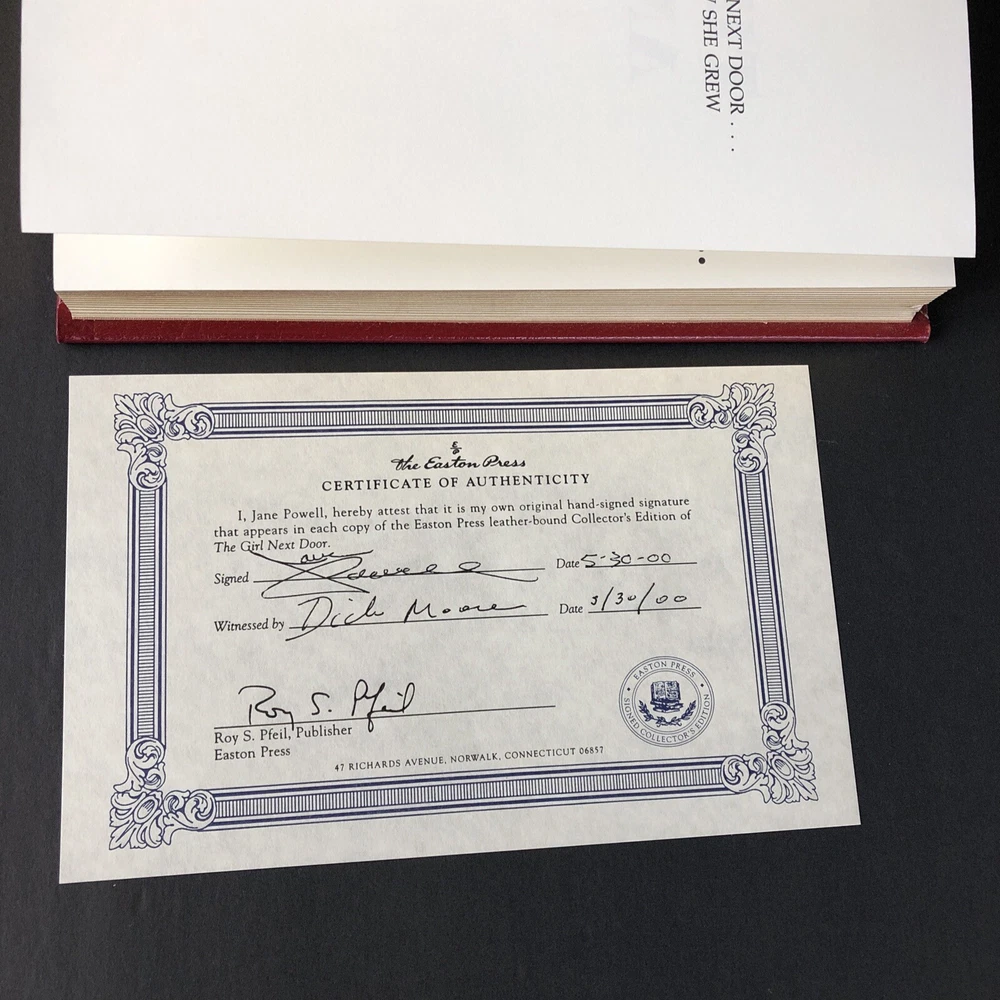 NEXT DOOR . . .
SHE GREW
E/P
the Easton Press
CERTIFICATE OF AUTHENTICITY
I, Jane Powell, hereby attest that it is my own original hand-signed signature
that appears in each copy of the Easton Press leather-bound Collector's Edition of
The Girl Next Door.
Signed Jane Powell Date 5-30-00
Witnessed by Dick Moore Date 5/30/00
Roy S. Pfeil
Roy S. Pfeil, Publisher
Easton Press
EASTON PRESS
SIGNED COLLECTOR'S EDITION
47 RICHARDS AVENUE, NORWALK, CONNECTICUT 06857